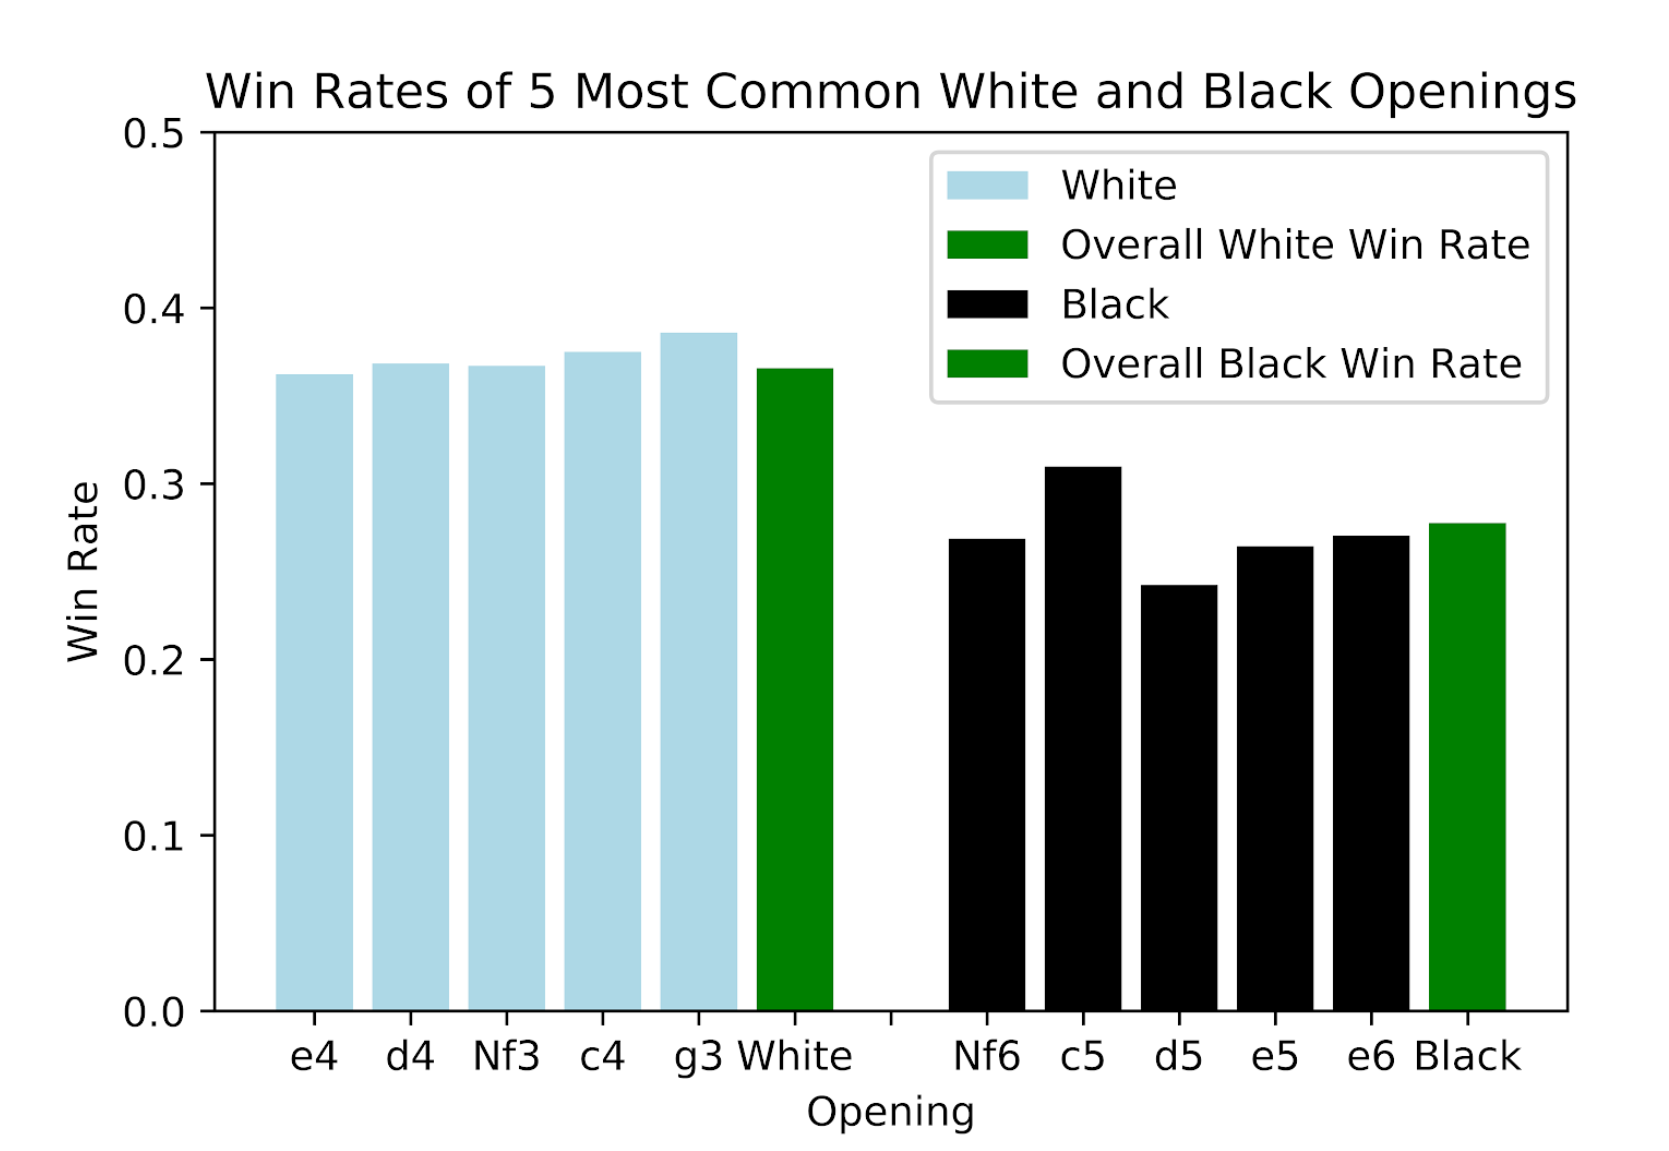 Win Rates of 5 Most Common White and Black Openings
0.5
0.4
0.3
0.2
0.1
0.0
Win Rate
White
Overall White Win Rate
Black
Overall Black Win Rate
e4 d4 Nf3 c4 g3 White Nf6 c5 d5 e5 e6 Black
Opening